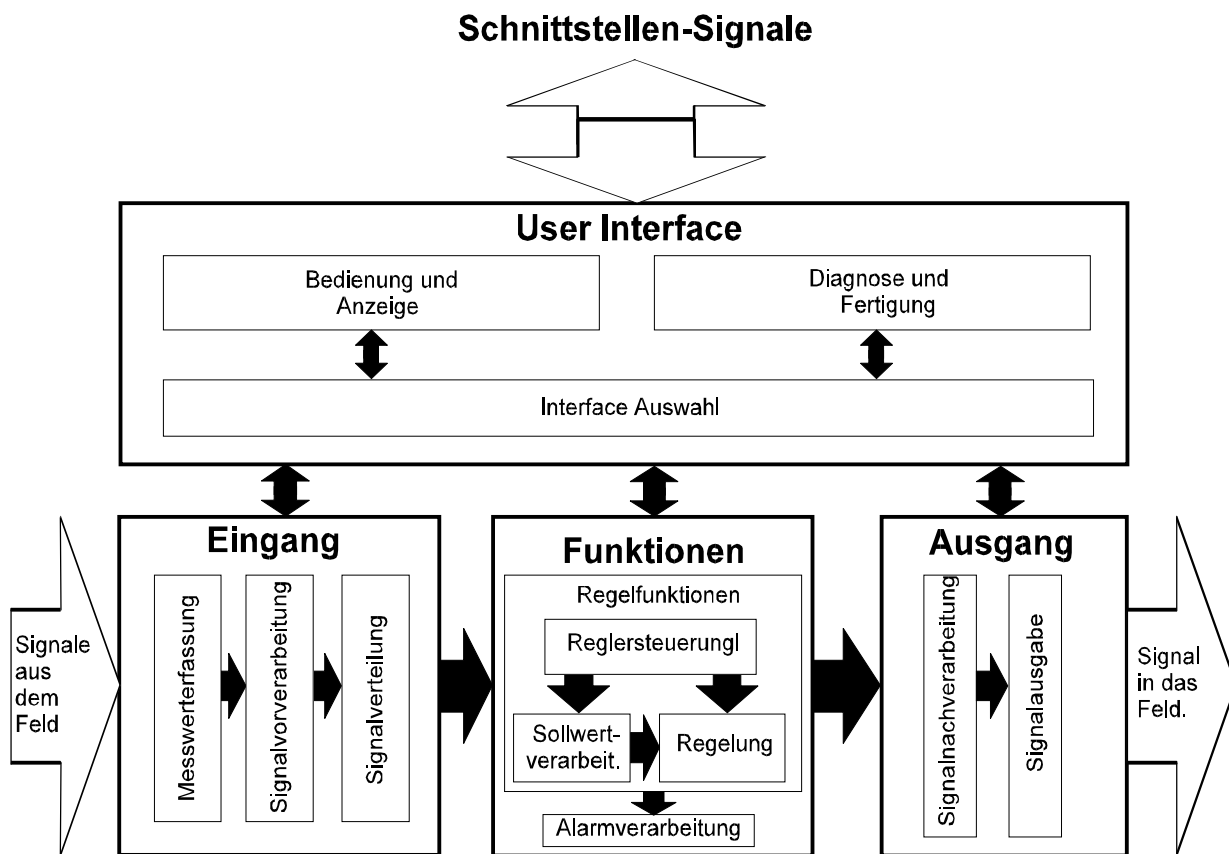 Schnittstellen-Signale
User Interface
Bedienung und
Anzeige
Diagnose und
Fertigung
Interface Auswahl
Signale
aus
dem
Feld
Eingang
Messwerterfassung
Signalvorverarbeitung
Signalverteilung
Funktionen
Regelfunktionen
Reglersteuerungl
Sollwert-
verarbeit.
Regelung
Alarmverarbeitung
Ausgang
Signalnachverarbeitung
Signalausgabe
Signal
in das
Feld.